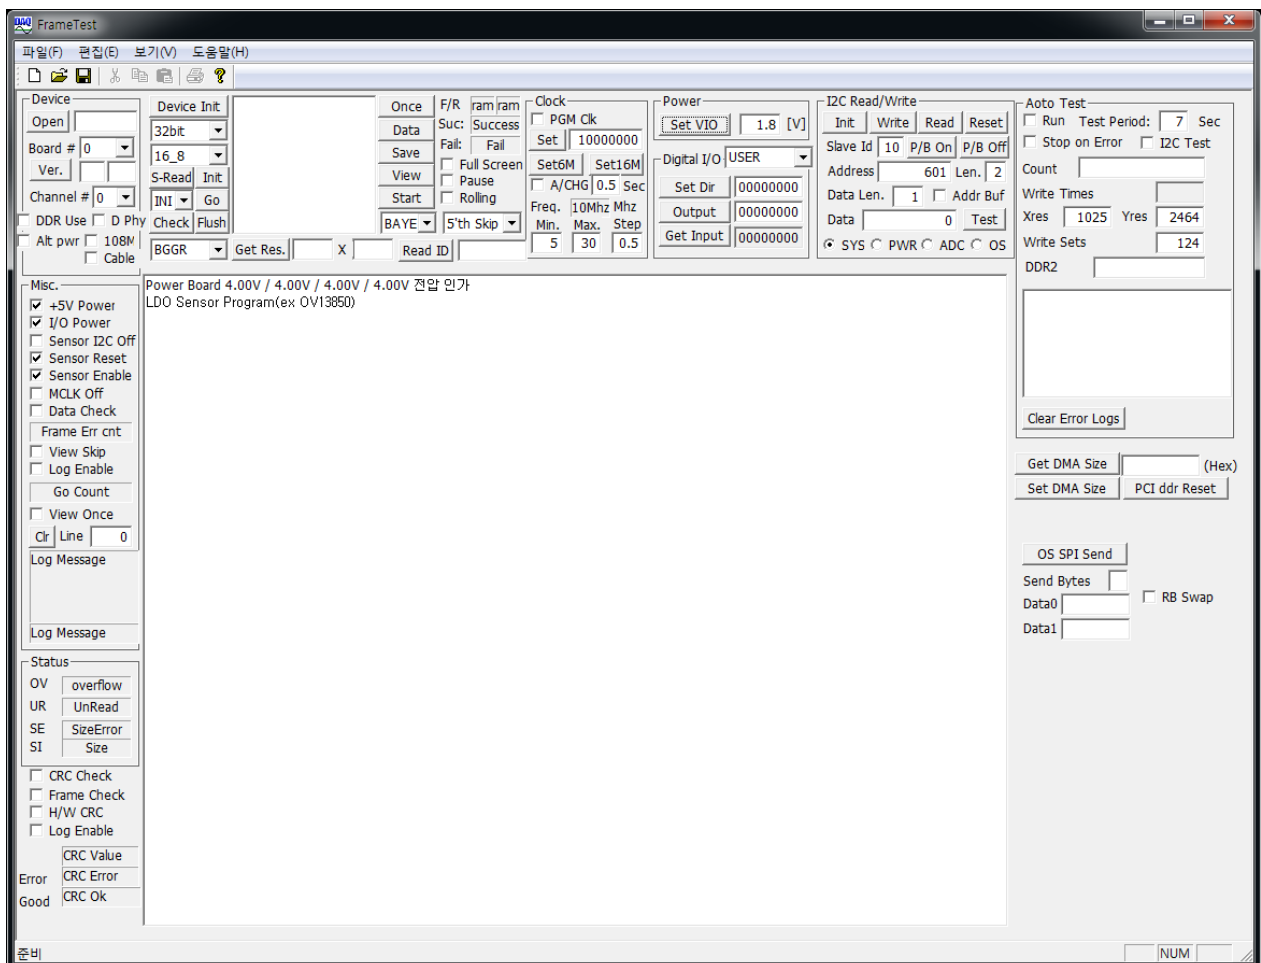 DAQ FrameTest
파일(F) 편집(E) 보기(V) 도움말(H)
Device
Open
Board # 0
Ver.
Channel # 0
DDR Use D Phy
Alt pwr 108M
Cable
Device Init
32bit
16_8
S-Read Init
INI Go
Check Flush
BGGR Get Res. X Read ID
Once
Data
Save
View
Start
BAYE 5'th Skip
F/R ram ram
Suc: Success
Fail: Fail
Full Screen
Pause
Rolling
Clock
PGM Clk
Set 10000000
Set6M Set16M
A/CHG 0.5 Sec
Freq. 10Mhz Mhz
Min. Max. Step
5 30 0.5
Power
Set VIO 1.8 [V]
Digital I/O USER
Set Dir 00000000
Output 00000000
Get Input 00000000
I2C Read/Write
Init Write Read Reset
Slave Id 10 P/B On P/B Off
Address 601 Len. 2
Data Len. 1 Addr Buf
Data 0 Test
SYS PWR ADC OS
Aoto Test
Run Test Period: 7 Sec
Stop on Error I2C Test
Count
Write Times
Xres 1025 Yres 2464
Write Sets 124
DDR2
Clear Error Logs
Get DMA Size (Hex)
Set DMA Size PCI ddr Reset
OS SPI Send
Send Bytes
Data0 RB Swap
Data1
Misc.
+5V Power
I/O Power
Sensor I2C Off
Sensor Reset
Sensor Enable
MCLK Off
Data Check
Frame Err cnt
View Skip
Log Enable
Go Count
View Once
Clr Line 0
Log Message
Log Message
Power Board 4.00V / 4.00V / 4.00V / 4.00V 전압 인가
LDO Sensor Program(ex OV13850)
Status
OV overflow
UR UnRead
SE SizeError
SI Size
CRC Check
Frame Check
H/W CRC
Log Enable
CRC Value
Error CRC Error
Good CRC Ok
준비 NUM